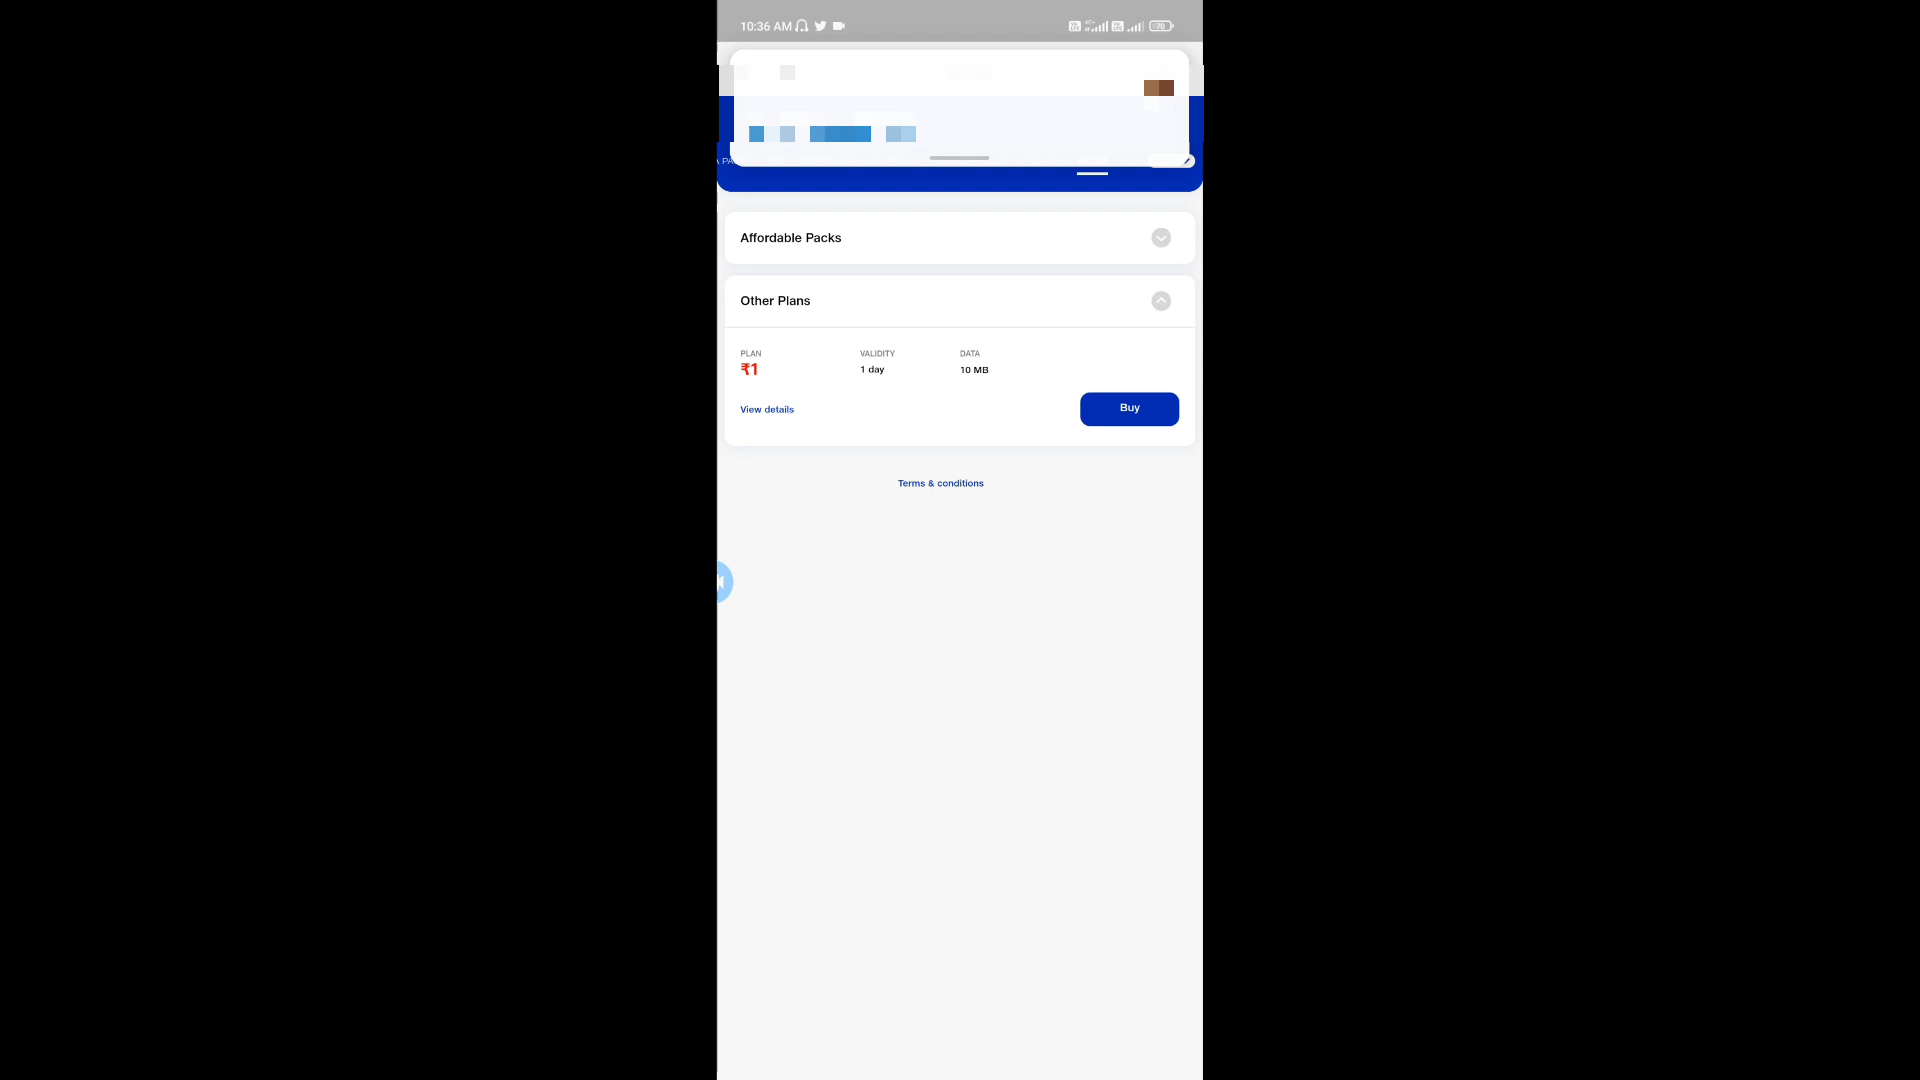 10:36 AM
Affordable Packs
Other Plans
PLAN VALIDITY DATA
₹1 1 day 10 MB
View details
Buy
Terms & conditions